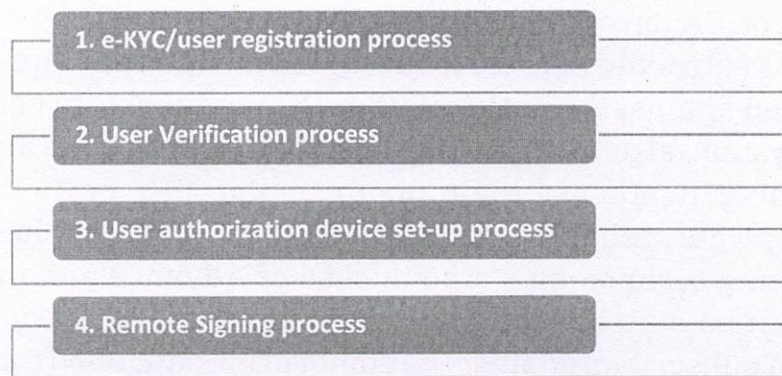 1. e-KYC/user registration process
2. User Verification process
3. User authorization device set-up process
4. Remote Signing process